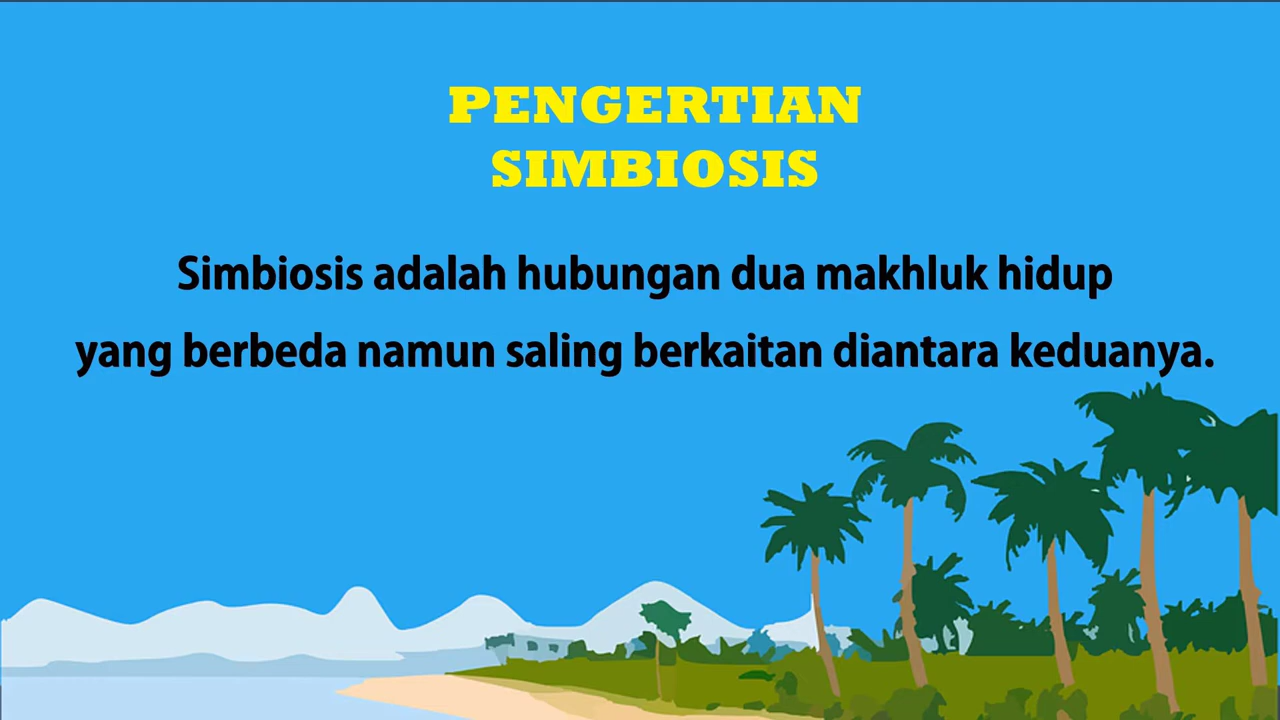 PENGERTIAN
SIMBIOSIS
Simbiosis adalah hubungan dua makhluk hidup
yang berbeda namun saling berkaitan diantara keduanya.